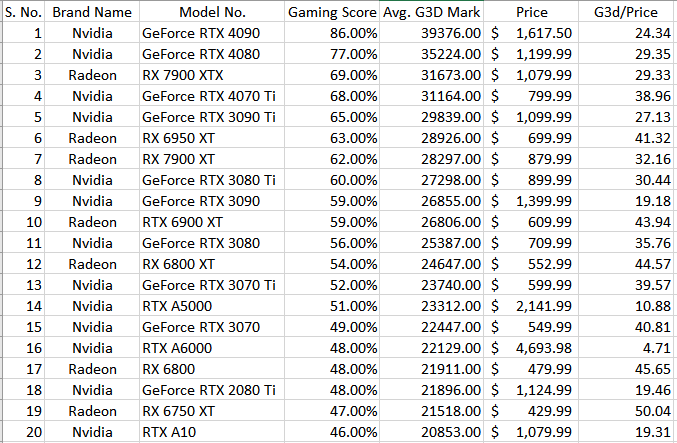 S. No. Brand Name Model No. Gaming Score Avg. G3D Mark Price G3d/Price
1 Nvidia GeForce RTX 4090 86.00% 39376.00 $ 1,617.50 24.34
2 Nvidia GeForce RTX 4080 77.00% 35224.00 $ 1,199.99 29.35
3 Radeon RX 7900 XTX 69.00% 31673.00 $ 1,079.99 29.33
4 Nvidia GeForce RTX 4070 Ti 68.00% 31164.00 $ 799.99 38.96
5 Nvidia GeForce RTX 3090 Ti 65.00% 29839.00 $ 1,099.99 27.13
6 Radeon RX 6950 XT 63.00% 28926.00 $ 699.99 41.32
7 Radeon RX 7900 XT 62.00% 28297.00 $ 879.99 32.16
8 Nvidia GeForce RTX 3080 Ti 60.00% 27298.00 $ 899.99 30.44
9 Nvidia GeForce RTX 3090 59.00% 26855.00 $ 1,399.99 19.18
10 Radeon RTX 6900 XT 59.00% 26806.00 $ 609.99 43.94
11 Nvidia GeForce RTX 3080 56.00% 25387.00 $ 709.99 35.76
12 Radeon RX 6800 XT 54.00% 24647.00 $ 552.99 44.57
13 Nvidia GeForce RTX 3070 Ti 52.00% 23740.00 $ 599.99 39.57
14 Nvidia RTX A5000 51.00% 23312.00 $ 2,141.99 10.88
15 Nvidia GeForce RTX 3070 49.00% 22447.00 $ 549.99 40.81
16 Nvidia RTX A6000 48.00% 22129.00 $ 4,693.98 4.71
17 Radeon RX 6800 48.00% 21911.00 $ 479.99 45.65
18 Nvidia GeForce RTX 2080 Ti 48.00% 21896.00 $ 1,124.99 19.46
19 Radeon RX 6750 XT 47.00% 21518.00 $ 429.99 50.04
20 Nvidia RTX A10 46.00% 20853.00 $ 1,079.99 19.31